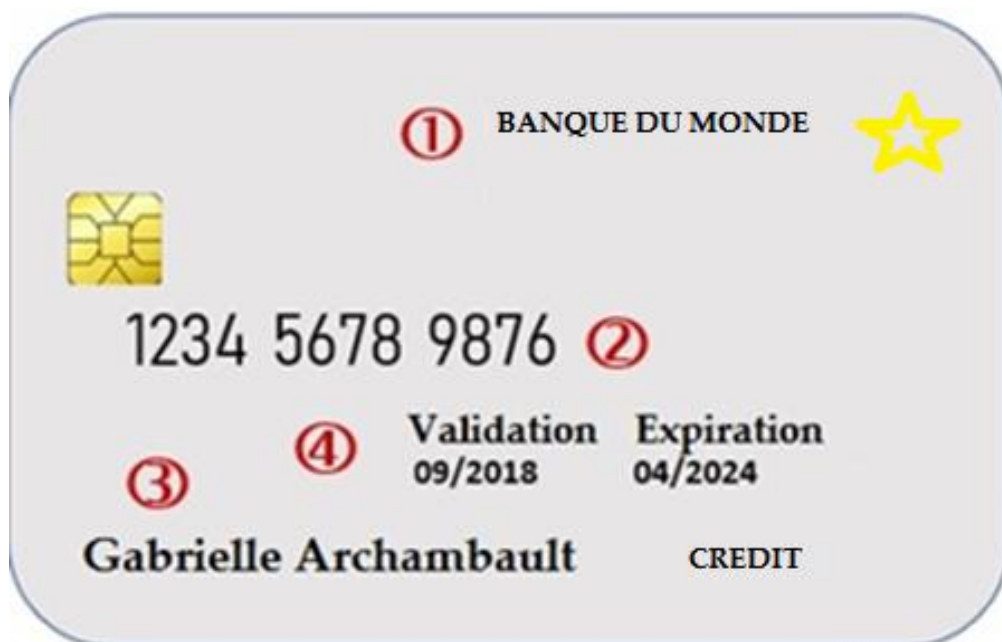 ① BANQUE DU MONDE
1234 5678 9876 ②
④ Validation Expiration
09/2018 04/2024
③
Gabrielle Archambault CREDIT